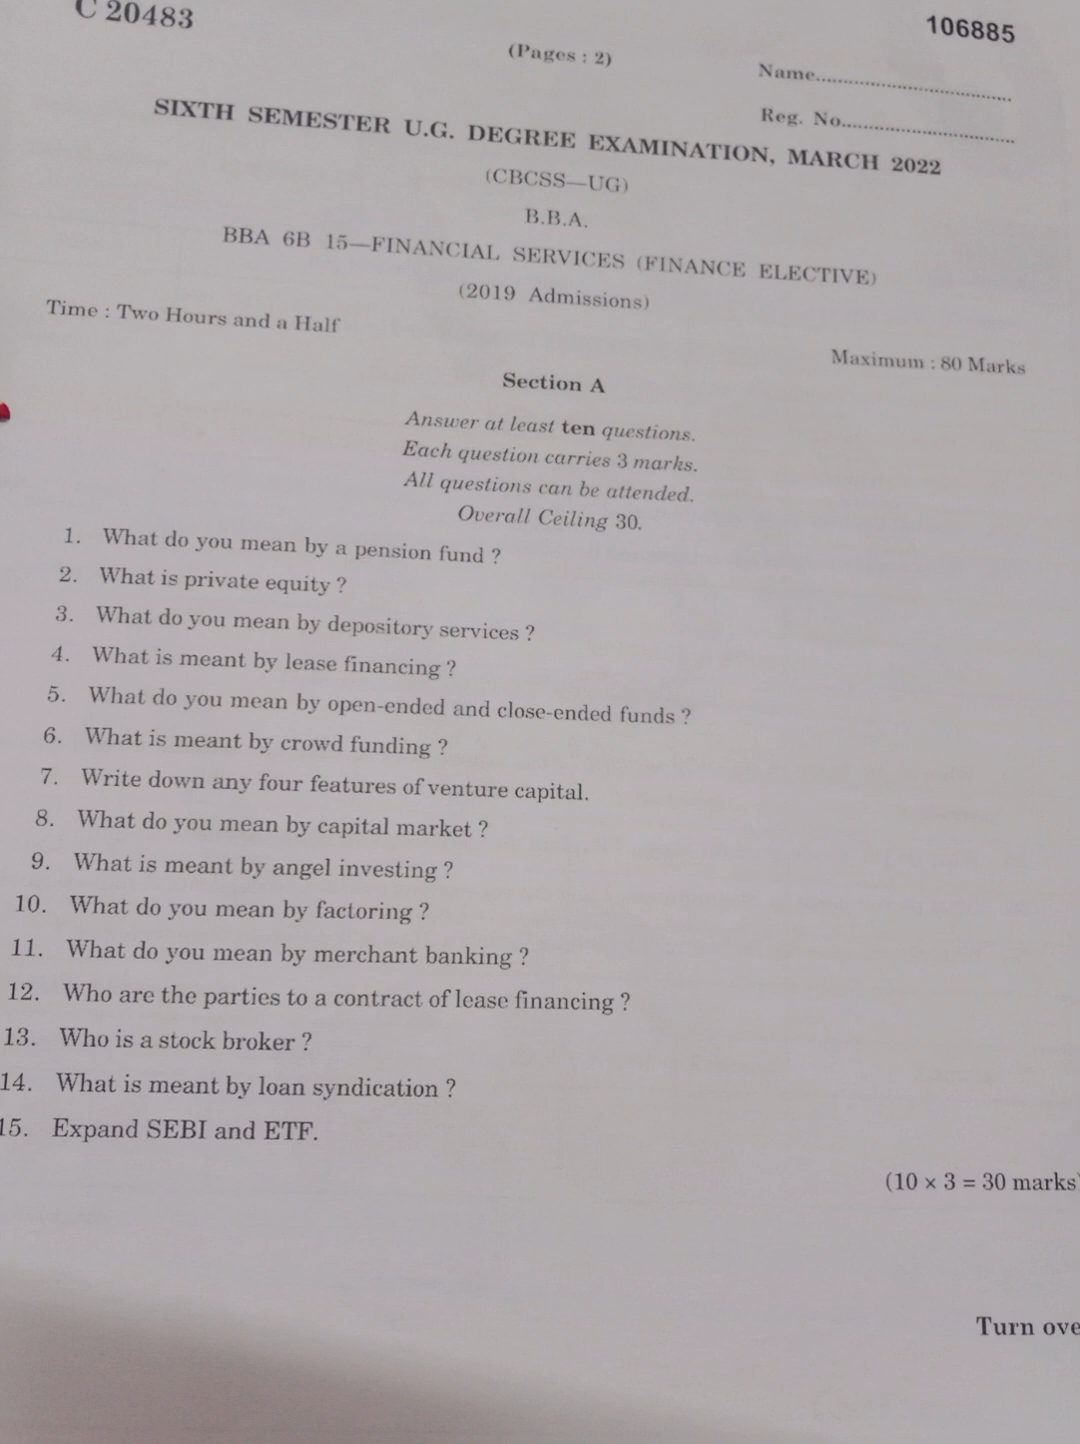 C 20483
106885
(Pages : 2)
Name......................................
Reg. No...................................
SIXTH SEMESTER U.G. DEGREE EXAMINATION, MARCH 2022
(CBCSS—UG)
B.B.A.
BBA 6B 15—FINANCIAL SERVICES (FINANCE ELECTIVE)
(2019 Admissions)
Time : Two Hours and a Half
Maximum : 80 Marks
Section A
Answer at least ten questions.
Each question carries 3 marks.
All questions can be attended.
Overall Ceiling 30.
1. What do you mean by a pension fund ?
2. What is private equity ?
3. What do you mean by depository services ?
4. What is meant by lease financing ?
5. What do you mean by open-ended and close-ended funds ?
6. What is meant by crowd funding ?
7. Write down any four features of venture capital.
8. What do you mean by capital market ?
9. What is meant by angel investing ?
10. What do you mean by factoring ?
11. What do you mean by merchant banking ?
12. Who are the parties to a contract of lease financing ?
13. Who is a stock broker ?
14. What is meant by loan syndication ?
15. Expand SEBI and ETF.
(10 × 3 = 30 marks)
Turn ove